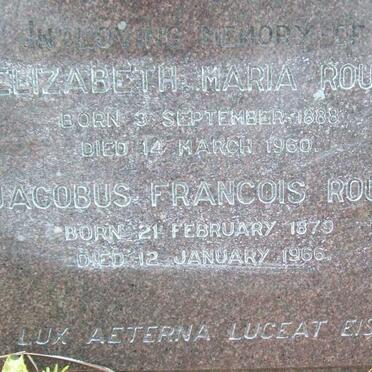 IN LOVING MEMORY OF
ELIZABETH MARIA ROU
BORN 3 SEPTEMBER 1888
DIED 14 MARCH 1960.
JACOBUS FRANCOIS ROU
BORN 21 FEBRUARY 1879
DIED 12 JANUARY 1966.
LUX AETERNA LUCEAT EIS